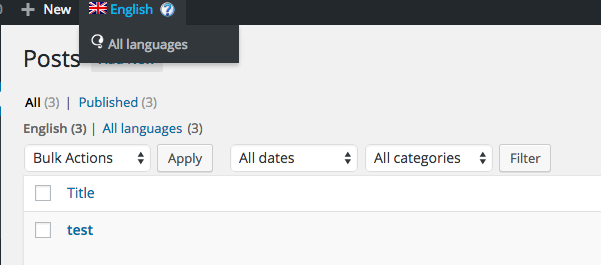 New English ?
All languages
Posts
All (3) | Published (3)
English (3) | All languages (3)
Bulk Actions Apply All dates All categories Filter
Title
test